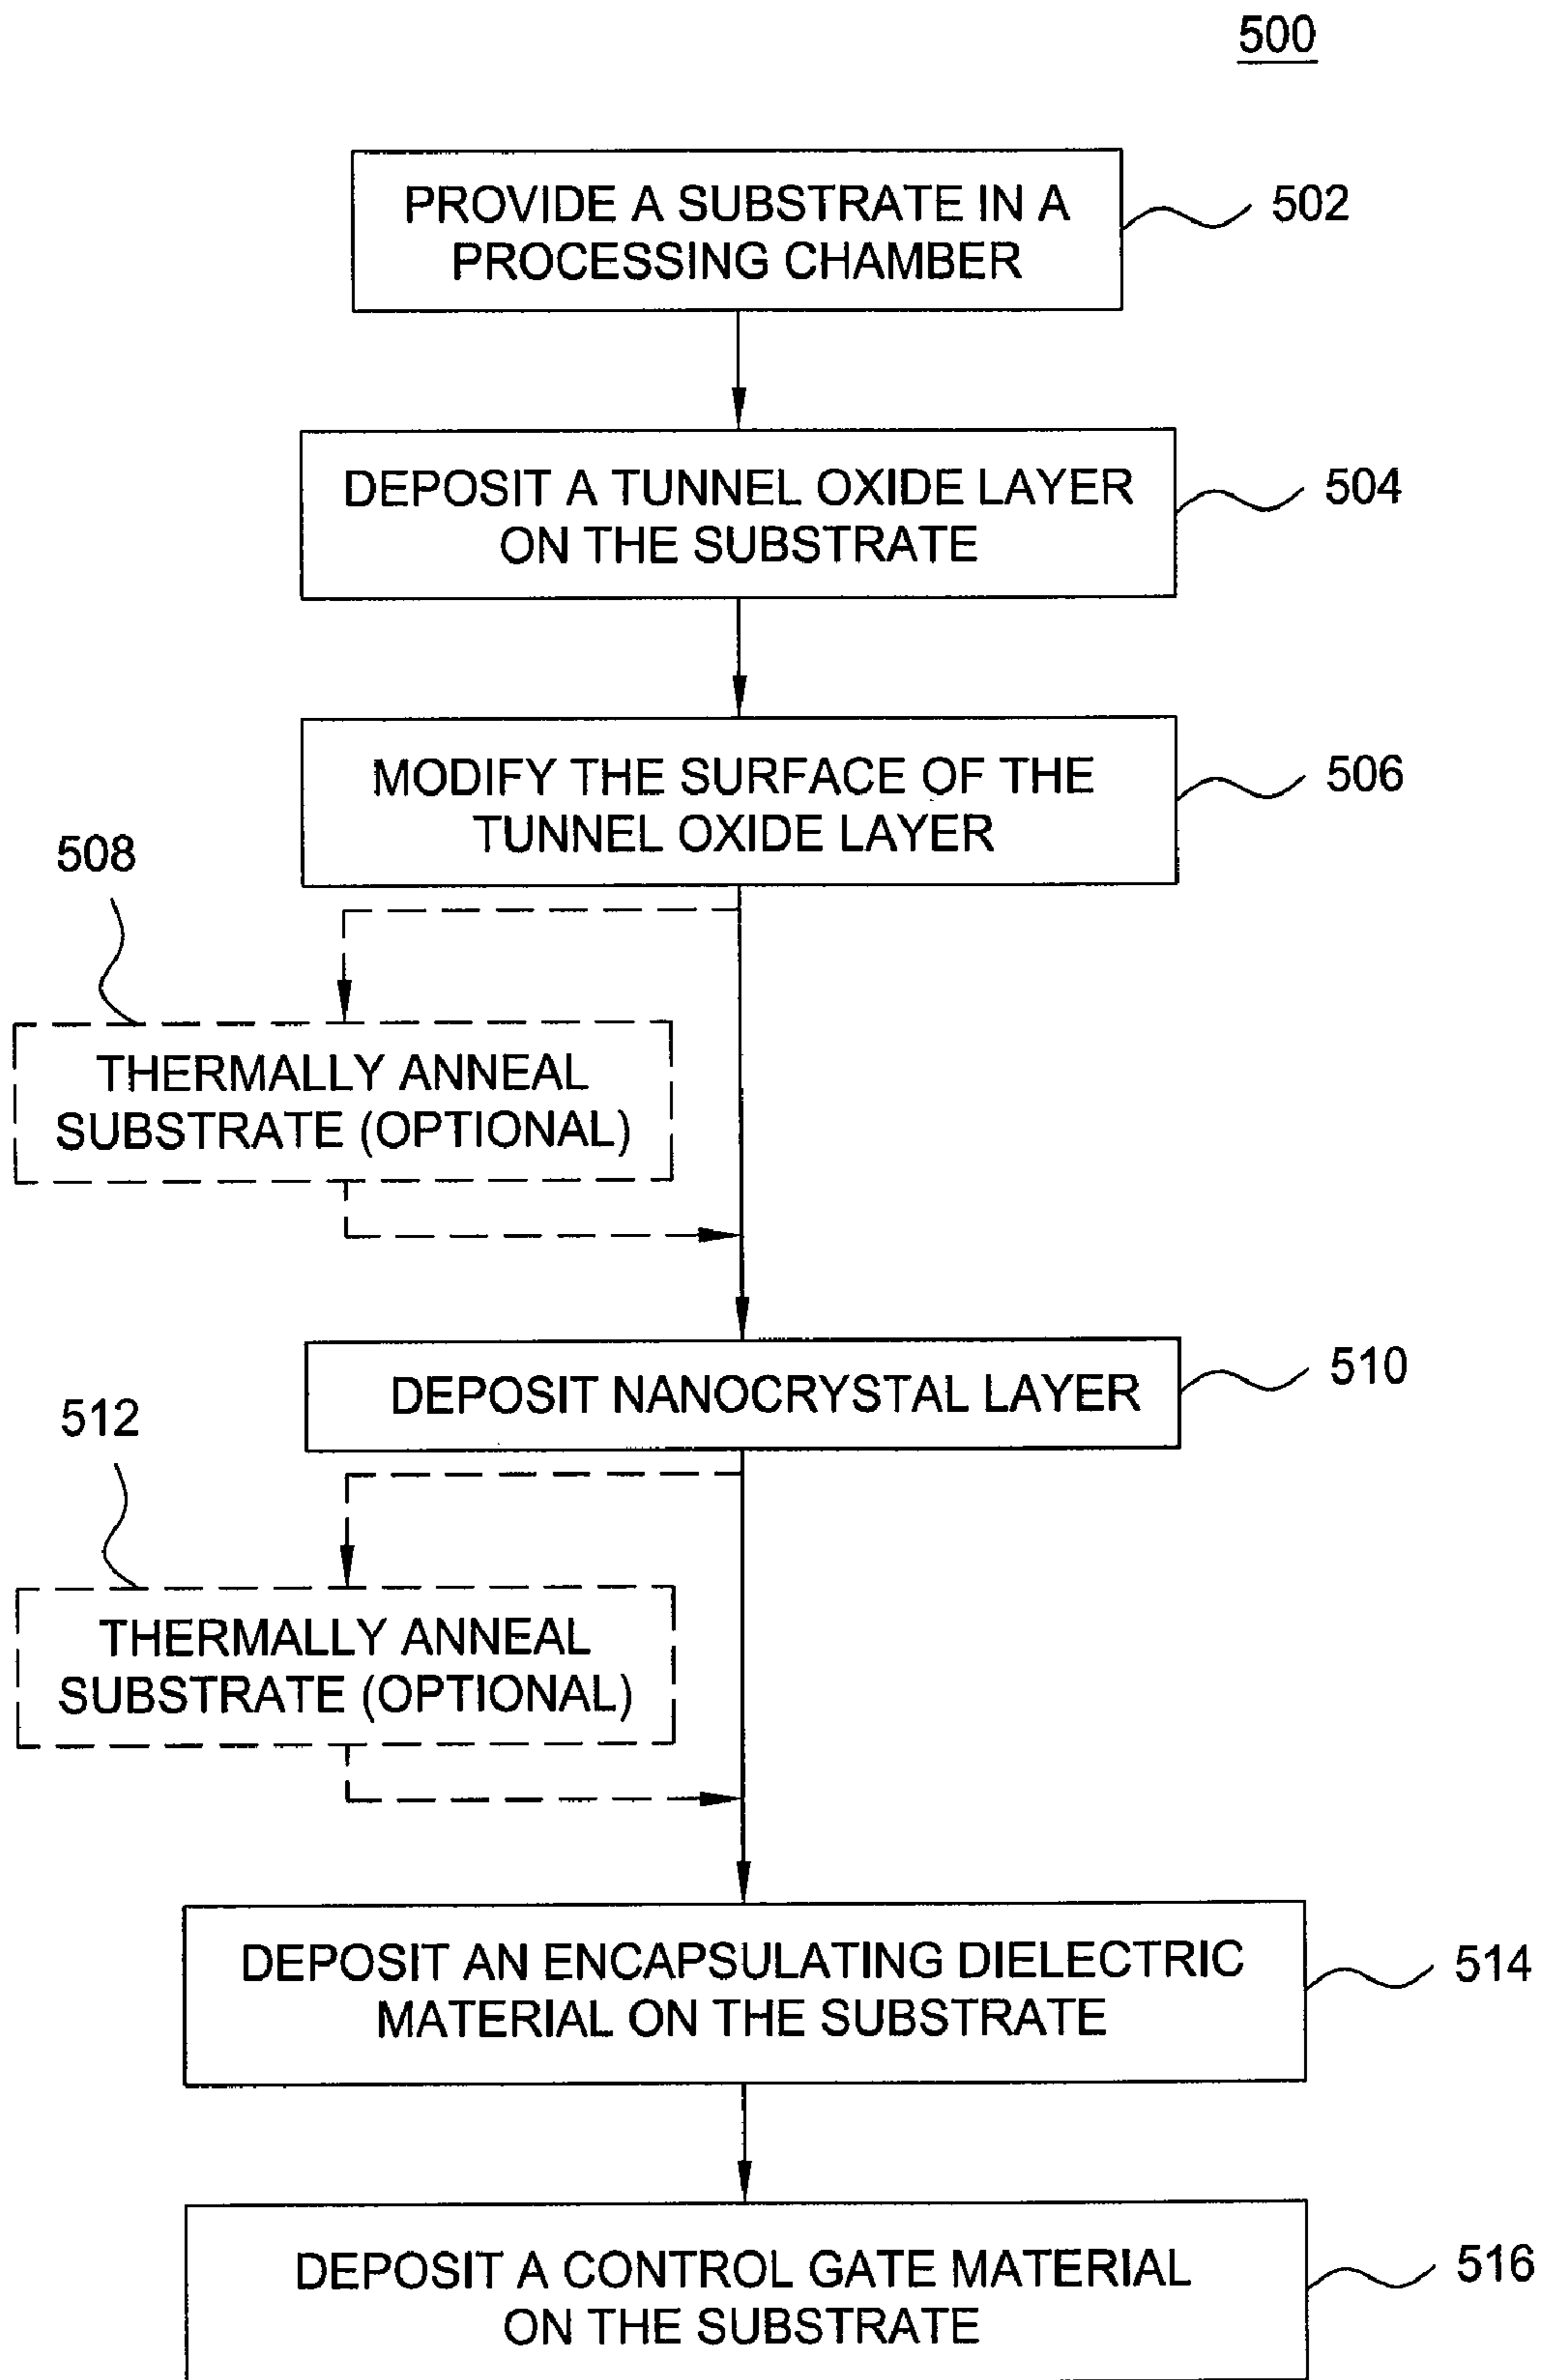 500
PROVIDE A SUBSTRATE IN A
PROCESSING CHAMBER
502
DEPOSIT A TUNNEL OXIDE LAYER
ON THE SUBSTRATE
504
MODIFY THE SURFACE OF THE
TUNNEL OXIDE LAYER
506
508
THERMALLY ANNEAL
SUBSTRATE (OPTIONAL)
DEPOSIT NANOCRYSTAL LAYER
510
512
THERMALLY ANNEAL
SUBSTRATE (OPTIONAL)
DEPOSIT AN ENCAPSULATING DIELECTRIC
MATERIAL ON THE SUBSTRATE
514
DEPOSIT A CONTROL GATE MATERIAL
ON THE SUBSTRATE
516